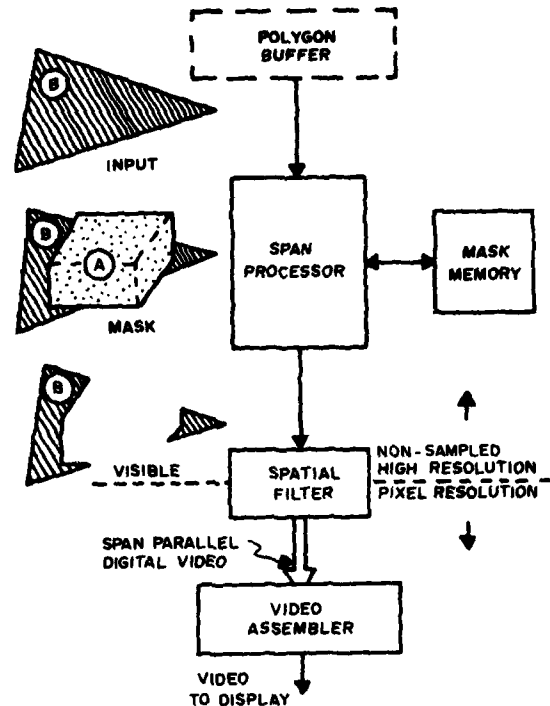 POLYGON
BUFFER
B
INPUT
SPAN
PROCESSOR
MASK
MEMORY
B
A
MASK
B
VISIBLE
SPATIAL
FILTER
NON-SAMPLED
HIGH RESOLUTION
PIXEL RESOLUTION
SPAN PARALLEL
DIGITAL VIDEO
VIDEO
ASSEMBLER
VIDEO
TO DISPLAY